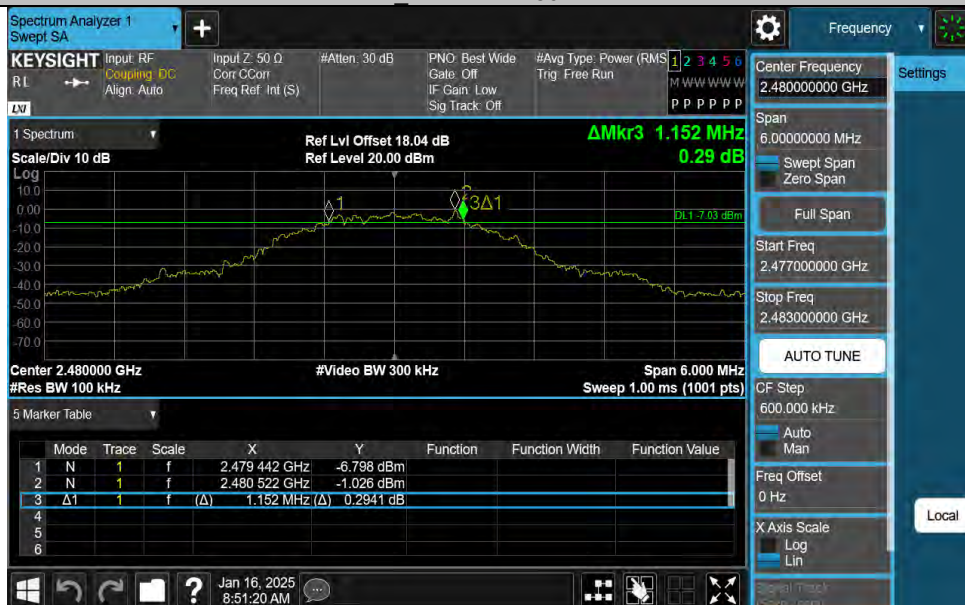 Spectrum Analyzer 1
Swept SA
+
Frequency
KEYSIGHT
RL
LXI
Input: RF
Coupling: DC
Align: Auto
Input Z: 50 Ω
Corr CCorr
Freq Ref: Int (S)
#Atten: 30 dB
PNO: Best Wide
Gate: Off
IF Gain: Low
Sig Track: Off
#Avg Type: Power (RMS
Trig: Free Run
1 2 3 4 5 6
M W W W W W
P P P P P P
1 Spectrum
Scale/Div 10 dB
Ref Lvl Offset 18.04 dB
Ref Level 20.00 dBm
ΔMkr3 1.152 MHz
0.29 dB
Log
10.0
0.00
-10.0
-20.0
-30.0
-40.0
-50.0
-60.0
-70.0
1
3Δ1
DL1 -7.03 dBm
Center 2.480000 GHz
#Res BW 100 kHz
#Video BW 300 kHz
Span 6.000 MHz
Sweep 1.00 ms (1001 pts)
5 Marker Table
Mode Trace Scale X Y Function Function Width Function Value
1 N 1 f 2.479 442 GHz -6.798 dBm
2 N 1 f 2.480 522 GHz -1.026 dBm
3 Δ1 1 f (Δ) 1.152 MHz (Δ) 0.2941 dB
4
5
6
?
Jan 16, 2025
8:51:20 AM
Center Frequency
2.480000000 GHz
Span
6.00000000 MHz
Swept Span
Zero Span
Full Span
Start Freq
2.477000000 GHz
Stop Freq
2.483000000 GHz
AUTO TUNE
CF Step
600.000 kHz
Auto
Man
Freq Offset
0 Hz
X Axis Scale
Log
Lin
Signal Track
Settings
Local